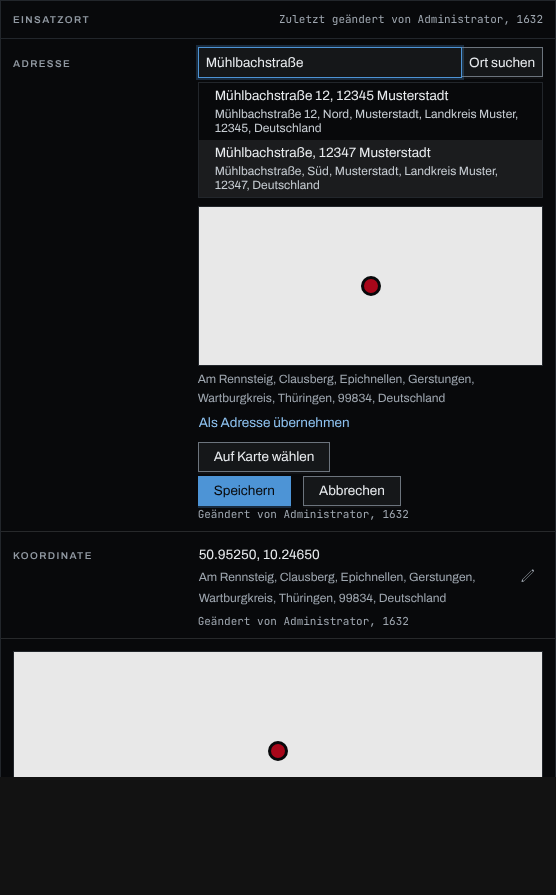 EINSATZORT
Zuletzt geändert von Administrator, 1632
ADRESSE
Mühlbachstraße
Ort suchen
Mühlbachstraße 12, 12345 Musterstadt
Mühlbachstraße 12, Nord, Musterstadt, Landkreis Muster,
12345, Deutschland
Mühlbachstraße, 12347 Musterstadt
Mühlbachstraße, Süd, Musterstadt, Landkreis Muster,
12347, Deutschland
Am Rennsteig, Clausberg, Epichnellen, Gerstungen,
Wartburgkreis, Thüringen, 99834, Deutschland
Als Adresse übernehmen
Auf Karte wählen
Speichern
Abbrechen
Geändert von Administrator, 1632
KOORDINATE
50.95250, 10.24650
Am Rennsteig, Clausberg, Epichnellen, Gerstungen,
Wartburgkreis, Thüringen, 99834, Deutschland
Geändert von Administrator, 1632